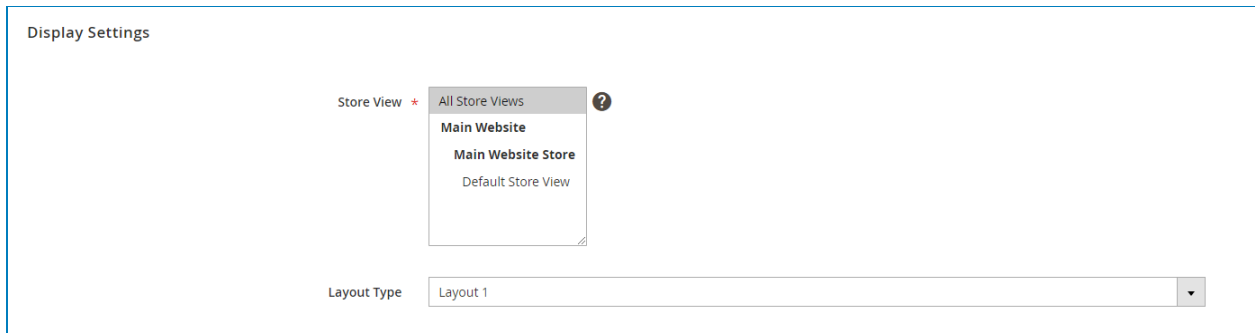 Display Settings
Store View * All Store Views ?
Main Website
Main Website Store
Default Store View
Layout Type Layout 1